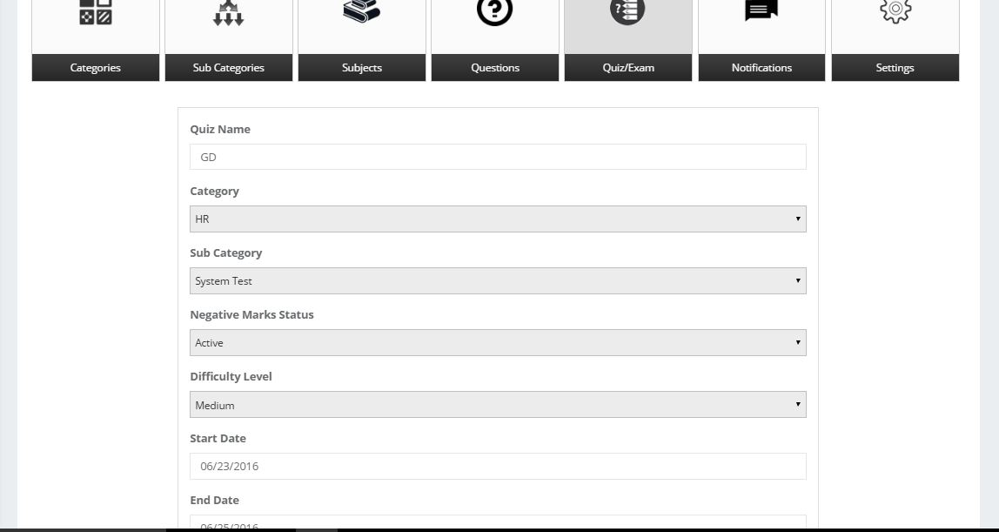 Categories
Sub Categories
Subjects
Questions
Quiz/Exam
Notifications
Settings
Quiz Name
GD
Category
HR
Sub Category
System Test
Negative Marks Status
Active
Difficulty Level
Medium
Start Date
06/23/2016
End Date
06/25/2016